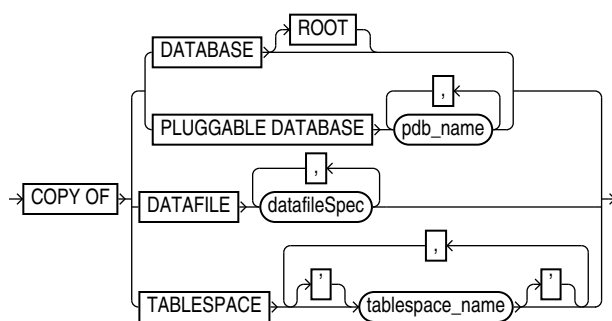 ROOT
DATABASE
,
PLUGGABLE DATABASE pdb_name
,
COPY OF DATAFILE datafileSpec
,
' '
TABLESPACE tablespace_name